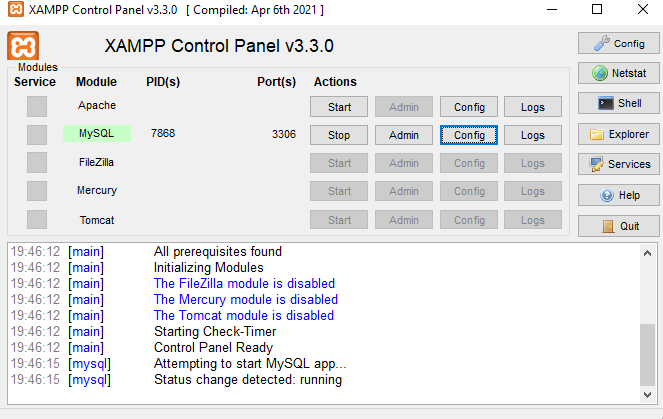 XAMPP Control Panel v3.3.0 [ Compiled: Apr 6th 2021 ]
XAMPP Control Panel v3.3.0
Config
Modules
Service Module PID(s) Port(s) Actions
Netstat
Apache Start Admin Config Logs
Shell
MySQL 7868 3306 Stop Admin Config Logs
Explorer
FileZilla Start Admin Config Logs
Services
Mercury Start Admin Config Logs
Help
Tomcat Start Admin Config Logs
Quit
19:46:12 [main] All prerequisites found
19:46:12 [main] Initializing Modules
19:46:12 [main] The FileZilla module is disabled
19:46:12 [main] The Mercury module is disabled
19:46:12 [main] The Tomcat module is disabled
19:46:12 [main] Starting Check-Timer
19:46:12 [main] Control Panel Ready
19:46:15 [mysql] Attempting to start MySQL app...
19:46:15 [mysql] Status change detected: running